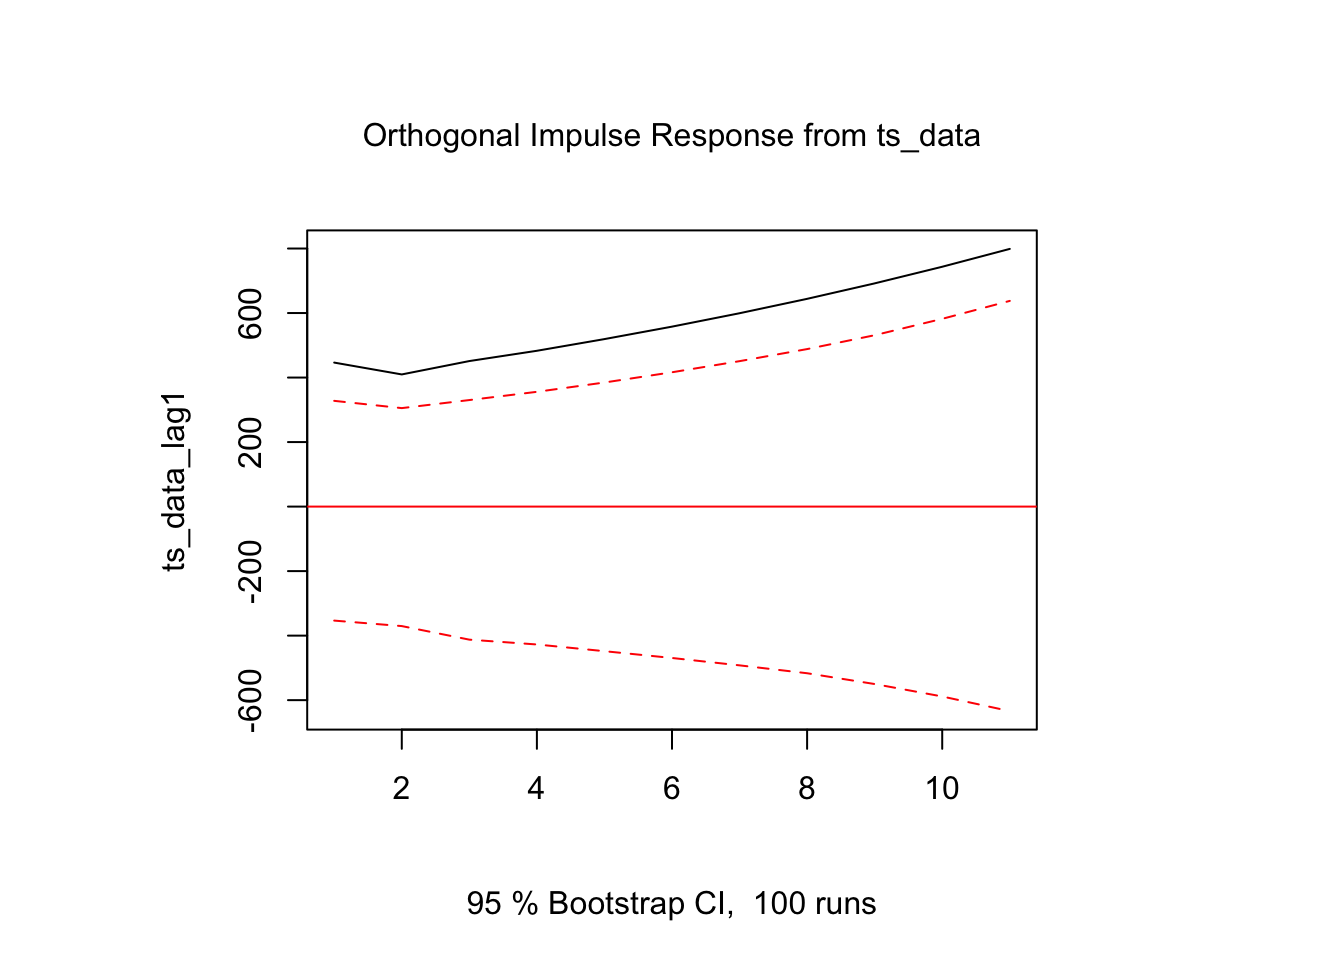 Orthogonal Impulse Response from ts_data
ts_data_lag1
600
200
-200
-600
2 4 6 8 10
95 % Bootstrap CI,  100 runs